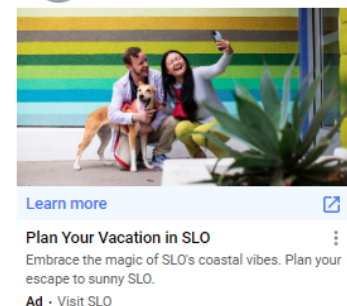 Learn more
Plan Your Vacation in SLO
Embrace the magic of SLO's coastal vibes. Plan your
escape to sunny SLO.
Ad · Visit SLO